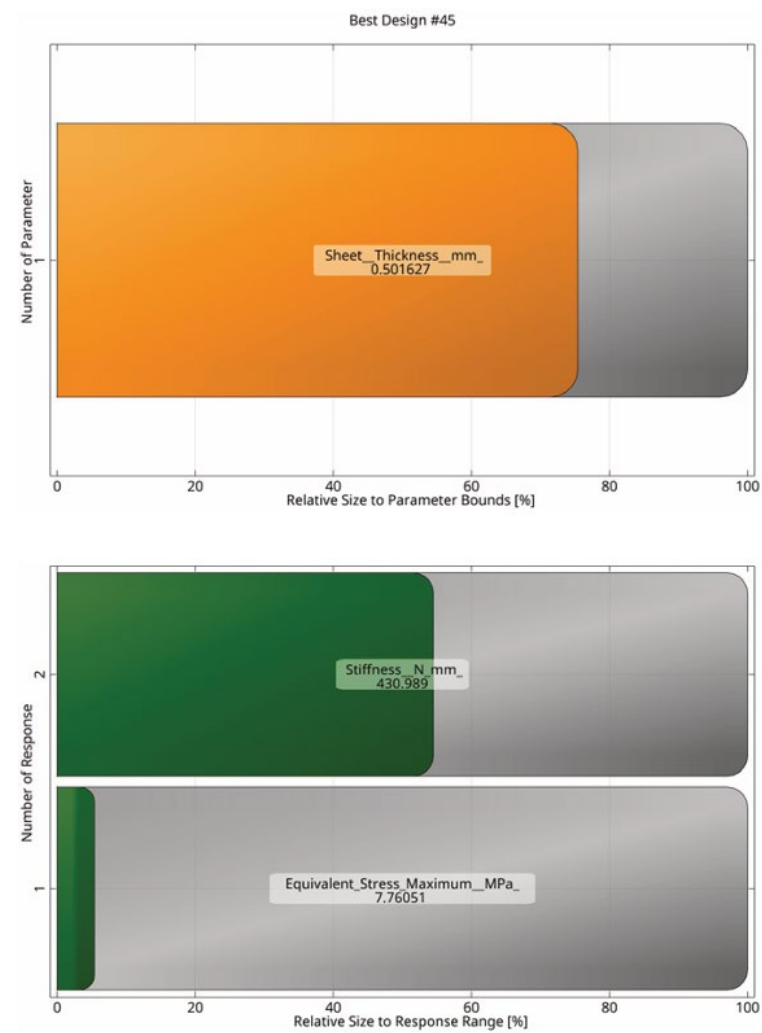 Best Design #45
Number of Parameter
1
Sheet__Thickness__mm_
0.501627
0 20 40 60 80 100
Relative Size to Parameter Bounds [%]
Number of Response
2
Stiffness__N_mm_
430.989
1
Equivalent_Stress_Maximum__MPa_
7.76051
0 20 40 60 80 100
Relative Size to Response Range [%]